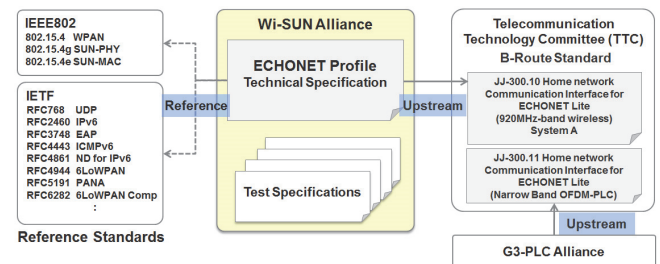 IEEE802
802.15.4 WPAN
802.15.4g SUN-PHY
802.15.4e SUN-MAC
IETF
RFC768 UDP
RFC2460 IPv6
RFC3748 EAP
RFC4443 ICMPv6
RFC4861 ND for IPv6
RFC4944 6LoWPAN
RFC5191 PANA
RFC6282 6LoWPAN Comp
:
Reference Standards
Reference
Wi-SUN Alliance
ECHONET Profile
Technical Specification
Test Specifications
Upstream
Telecommunication
Technology Committee (TTC)
B-Route Standard
JJ-300.10 Home network
Communication Interface for
ECHONET Lite
(920MHz-band wireless)
System A
JJ-300.11 Home network
Communication Interface for
ECHONET Lite
(Narrow Band OFDM-PLC)
Upstream
G3-PLC Alliance